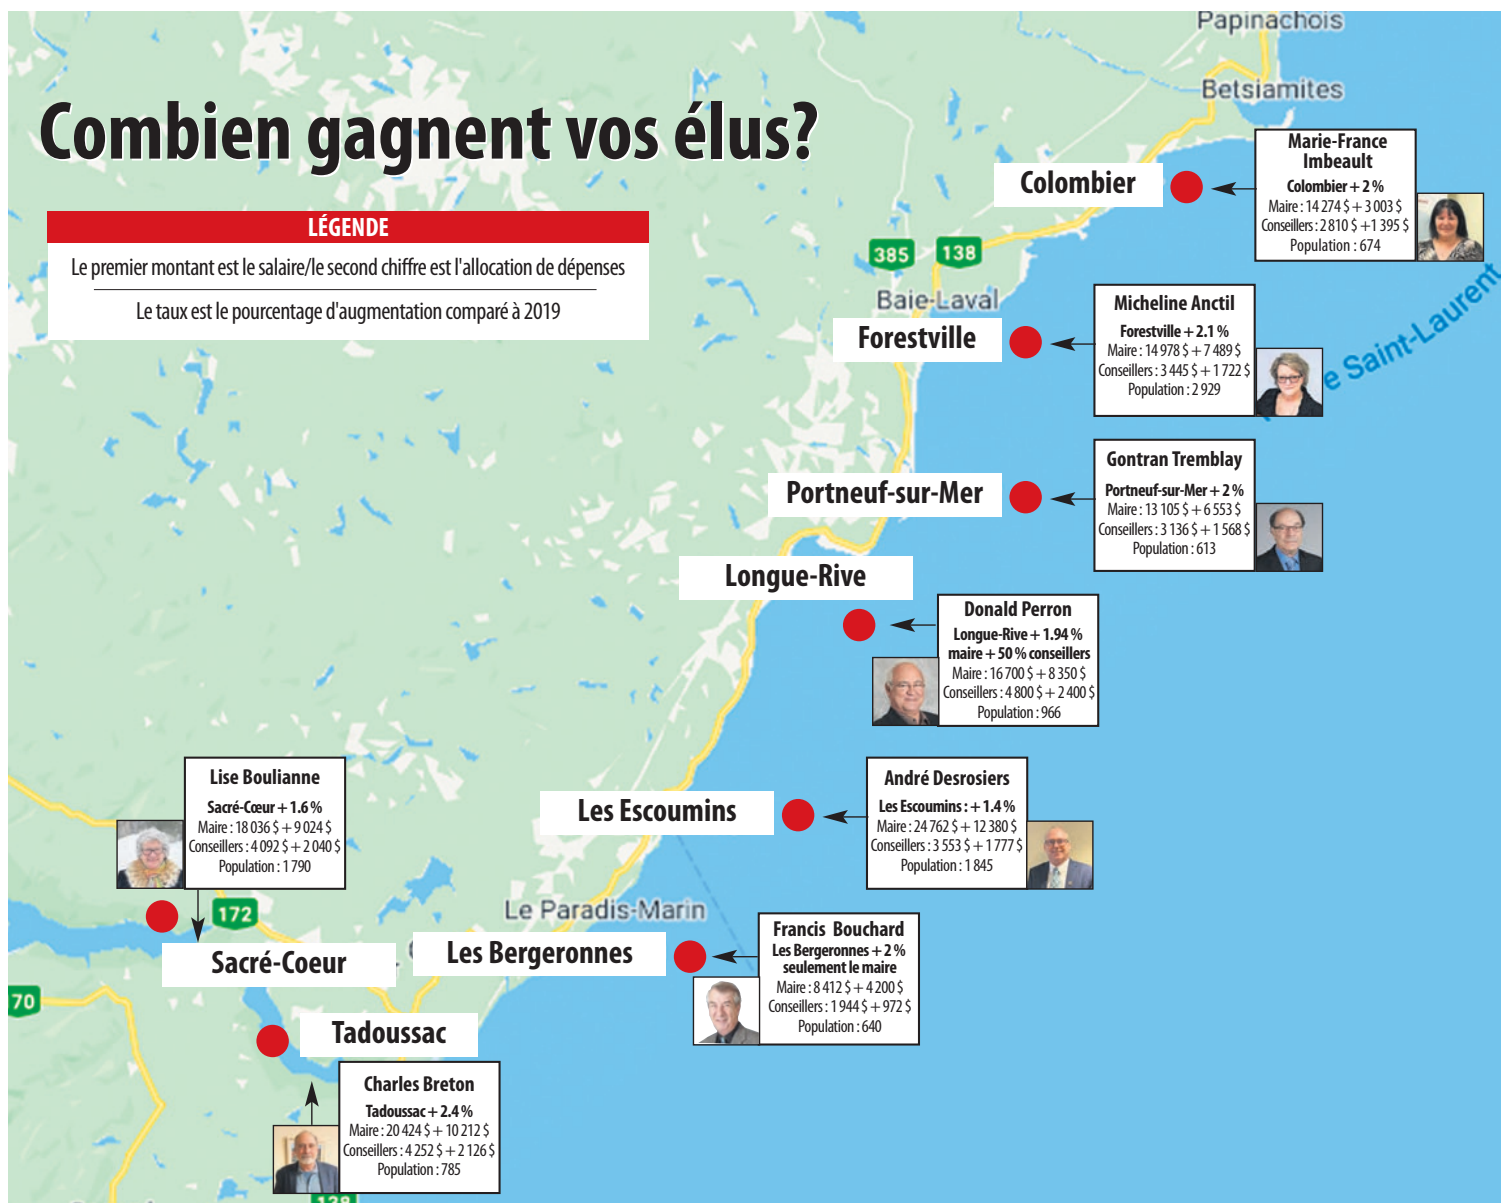 Papinachois
Betsiamites
Combien gagnent vos élus?
LÉGENDE
Le premier montant est le salaire/le second chiffre est l'allocation de dépenses
Le taux est le pourcentage d'augmentation comparé à 2019
Colombier
Marie-France
Imbeault
Colombier + 2 %
Maire : 14 274 $ + 3 003 $
Conseillers : 2 810 $ +1 395 $
Population : 674
385
138
Baie-Laval
e Saint-Laurent
Forestville
Micheline Anctil
Forestville + 2.1 %
Maire : 14 978 $ + 7 489 $
Conseillers : 3 445 $ + 1 722 $
Population : 2 929
Portneuf-sur-Mer
Gontran Tremblay
Portneuf-sur-Mer + 2 %
Maire : 13 105 $ + 6 553 $
Conseillers : 3 136 $ + 1 568 $
Population : 613
Longue-Rive
Donald Perron
Longue-Rive + 1.94 %
maire + 50 % conseillers
Maire : 16 700 $ + 8 350 $
Conseillers : 4 800 $ + 2 400 $
Population : 966
Les Escoumins
André Desrosiers
Les Escoumins : + 1.4 %
Maire : 24 762 $ + 12 380 $
Conseillers : 3 553 $ + 1 777 $
Population : 1 845
Lise Boulianne
Sacré-Cœur + 1.6 %
Maire : 18 036 $ + 9 024 $
Conseillers : 4 092 $ + 2 040 $
Population : 1 790
172
Sacré-Coeur
Le Paradis-Marin
Les Bergeronnes
Francis Bouchard
Les Bergeronnes + 2 %
seulement le maire
Maire : 8 412 $ + 4 200 $
Conseillers : 1 944 $ + 972 $
Population : 640
70
Tadoussac
Charles Breton
Tadoussac + 2.4 %
Maire : 20 424 $ + 10 212 $
Conseillers : 4 252 $ + 2 126 $
Population : 785
138